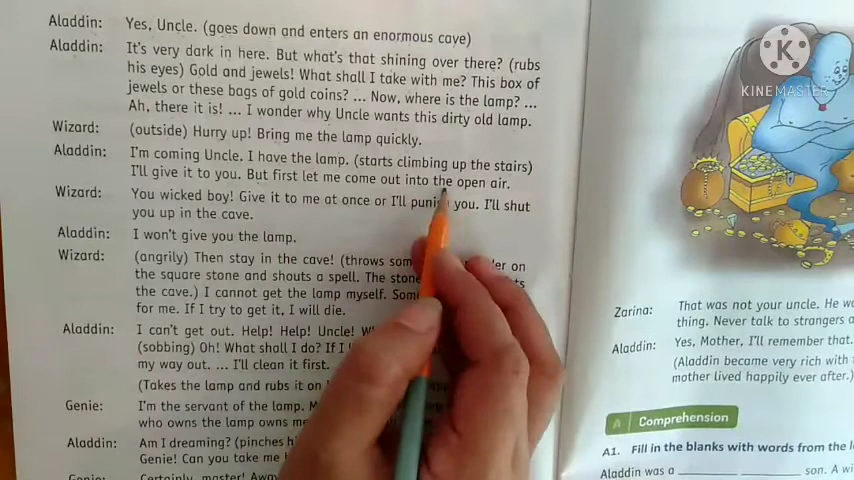 Aladdin: Yes, Uncle. (goes down and enters an enormous cave)
Aladdin: It's very dark in here. But what's that shining over there? (rubs
his eyes) Gold and jewels! What shall I take with me? This box of
jewels or these bags of gold coins? ... Now, where is the lamp? ...
Ah, there it is! ... I wonder why Uncle wants this dirty old lamp.
Wizard: (outside) Hurry up! Bring me the lamp quickly.
Aladdin: I'm coming Uncle. I have the lamp. (starts climbing up the stairs)
I'll give it to you. But first let me come out into the open air.
Wizard: You wicked boy! Give it to me at once or I'll punish you. I'll shut
you up in the cave.
Aladdin: I won't give you the lamp.
Wizard: (angrily) Then stay in the cave! (throws on
the square stone and shouts a spell. The
the cave.) I cannot get the lamp myself.
for me. If I try to get it, I will die.
Aladdin: I can't get out. Help! Help! Uncle!
(sobbing) Oh! What shall I do? If I
my way out. ... I'll clean it first.
(Takes the lamp and rubs it on
Genie: I'm the servant of the lamp.
who owns the lamp owns
Aladdin: Am I dreaming? (pinches
Genie! Can you take me
Genie: Certainly, master!
KINEMASTER
Zarina: That was not your uncle. He
thing. Never talk to strangers
Aladdin: Yes, Mother, I'll remember that.
(Aladdin became very rich with
mother lived happily ever after.)
A Comprehension
A1. Fill in the blanks with words from the
Aladdin was a ________ ________ son. A